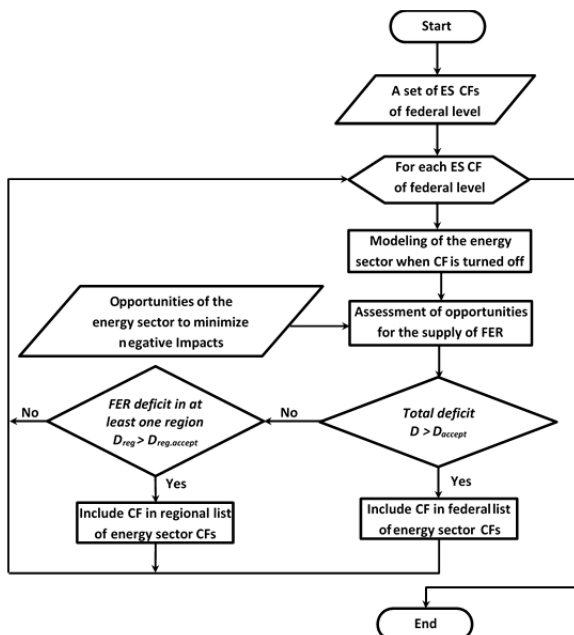 Start
A set of ES CFs
of federal level
For each ES CF
of federal level
Modeling of the energy
sector when CF is turned off
Opportunities of the
energy sector to minimize
negative Impacts
Assessment of opportunities
for the supply of FER
No
FER deficit in at
least one region
Dreg > Dreg.accept
No
Total deficit
D > Daccept
Yes
Yes
Include CF in regional list
of energy sector CFs
Include CF in federal list
of energy sector CFs
End